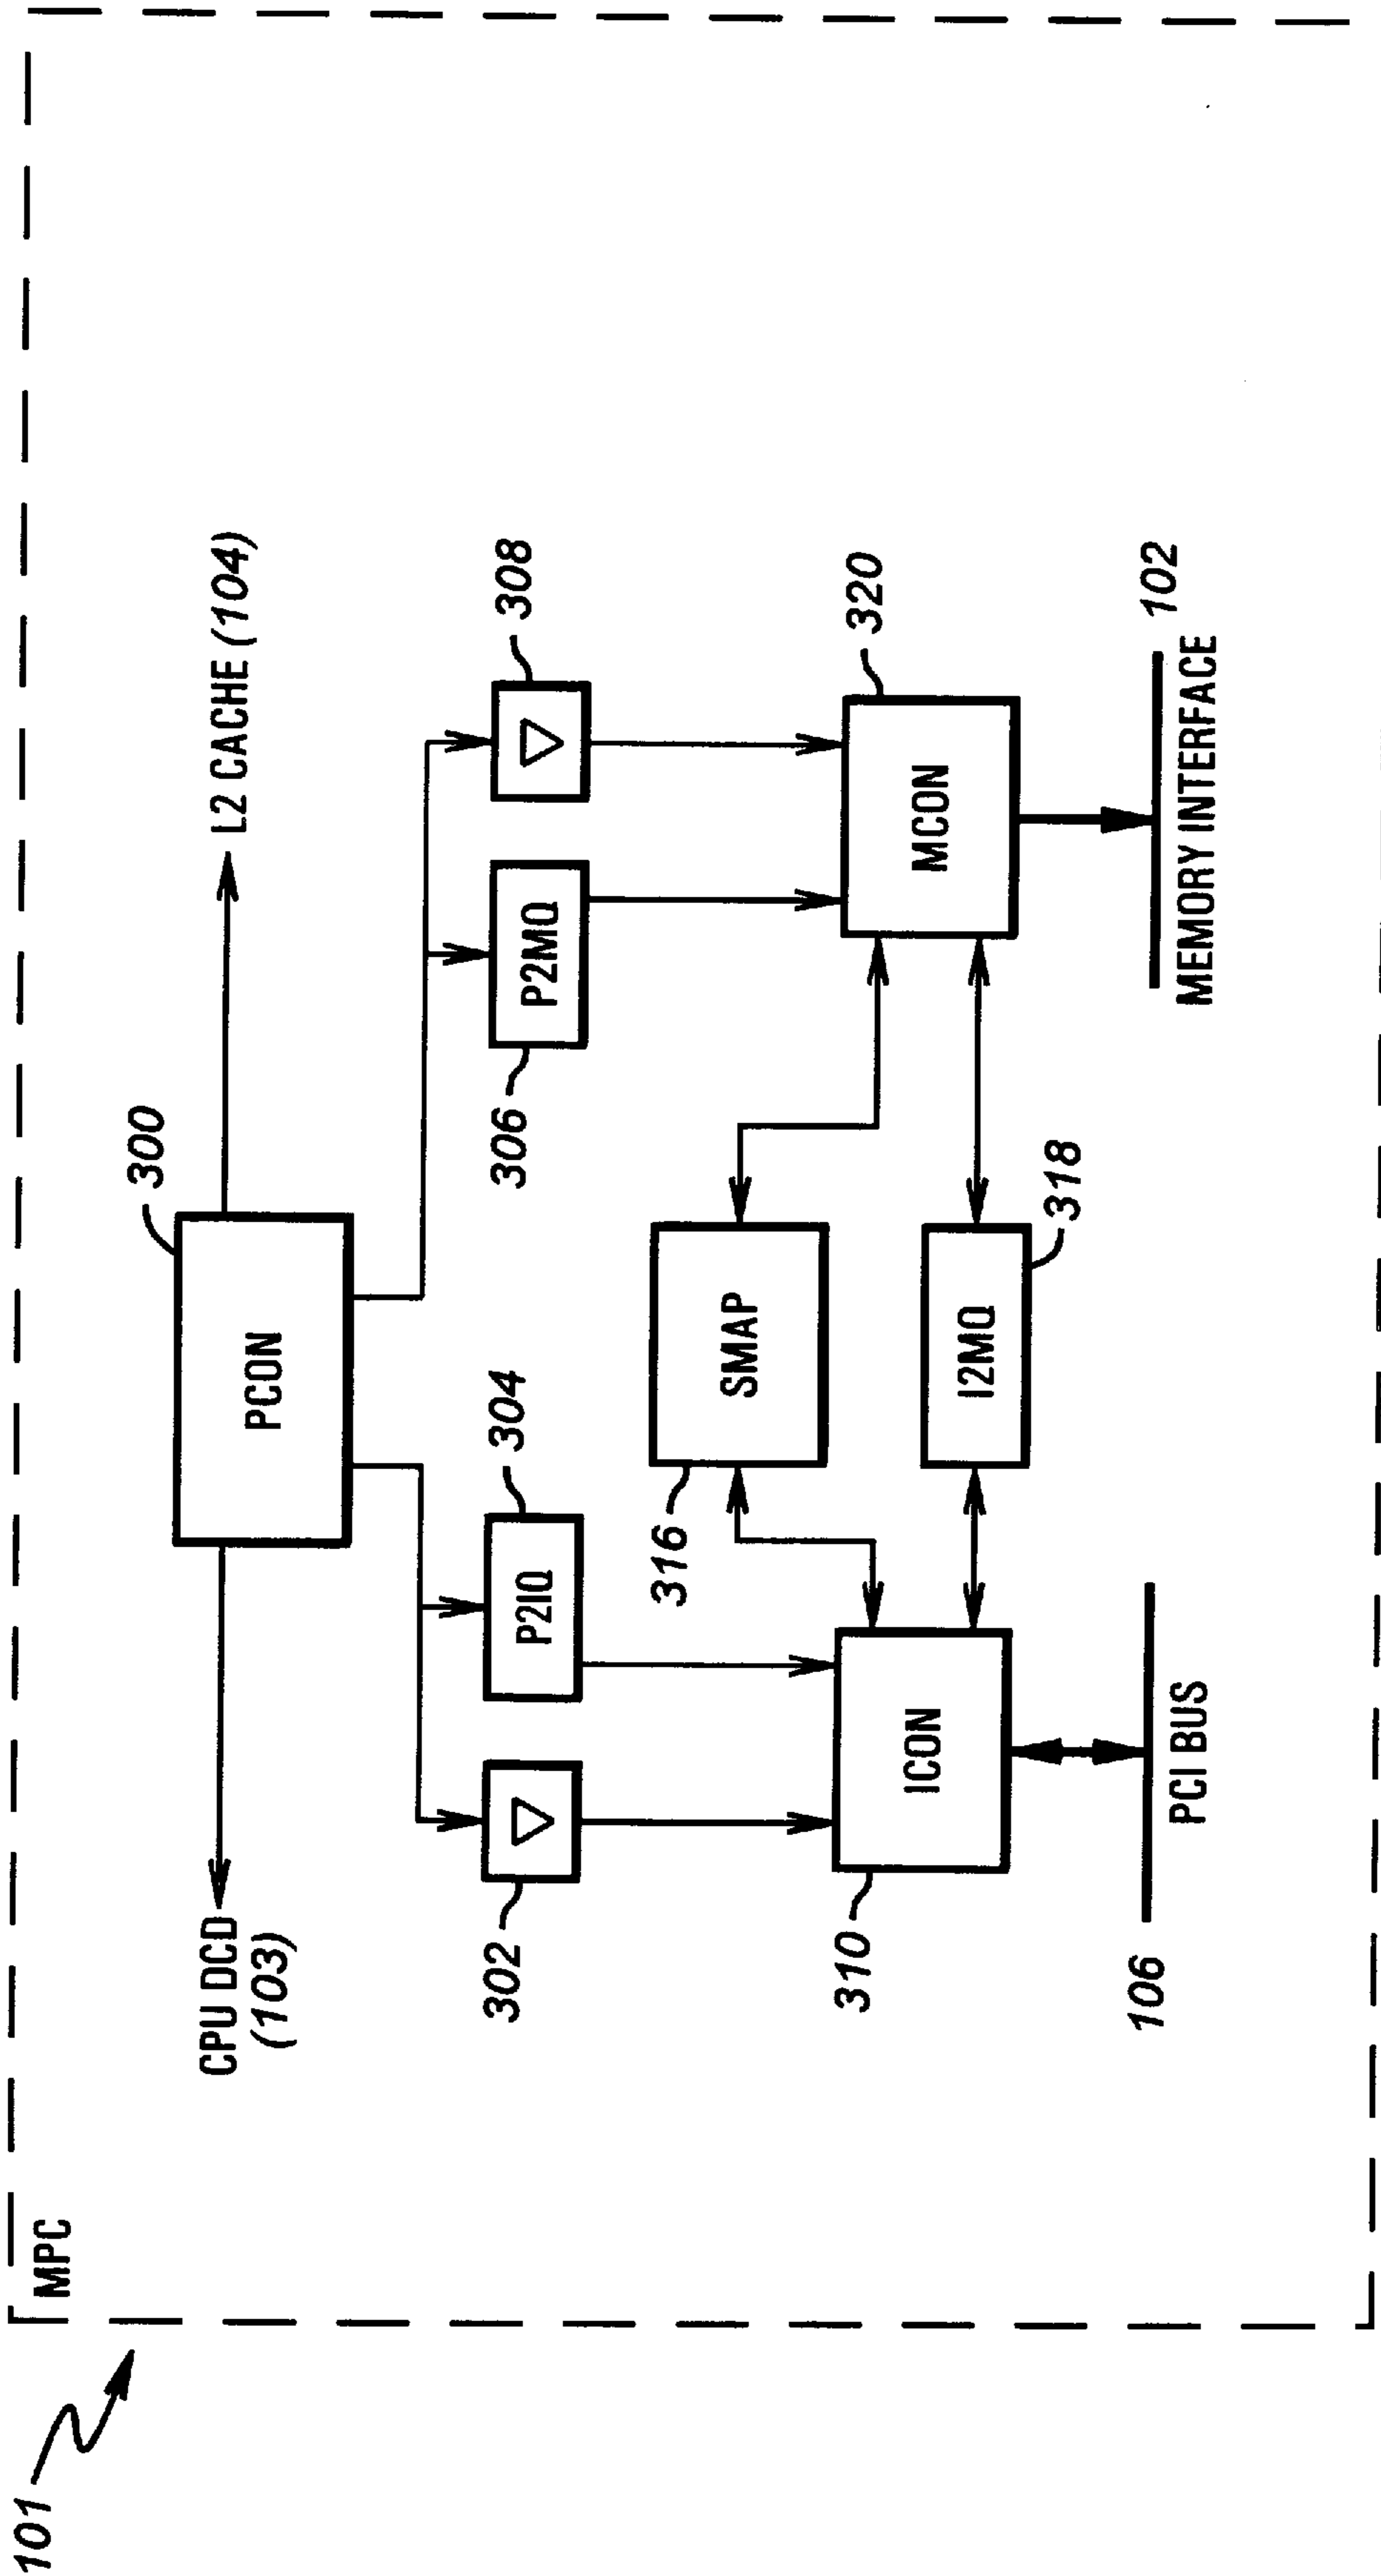 101
MPC
300
CPU DCD
(103)
PCON
L2 CACHE (104)
302
304
P2IQ
306
P2MQ
308
316
SMAP
310
ICON
I2MQ
318
MCON
320
106
PCI BUS
MEMORY INTERFACE
102